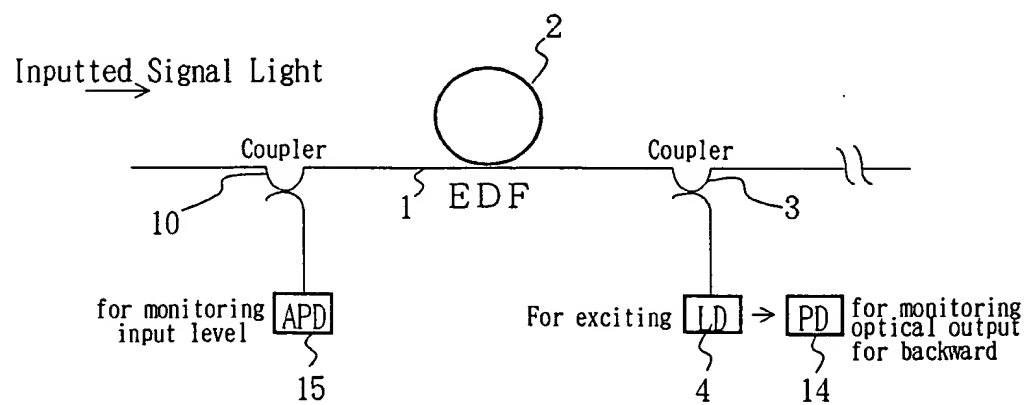 2
Inputted Signal Light
Coupler
Coupler
10
1
EDF
3
for monitoring
input level
APD
For exciting
LD
PD
for monitoring
optical output
for backward
15
4
14